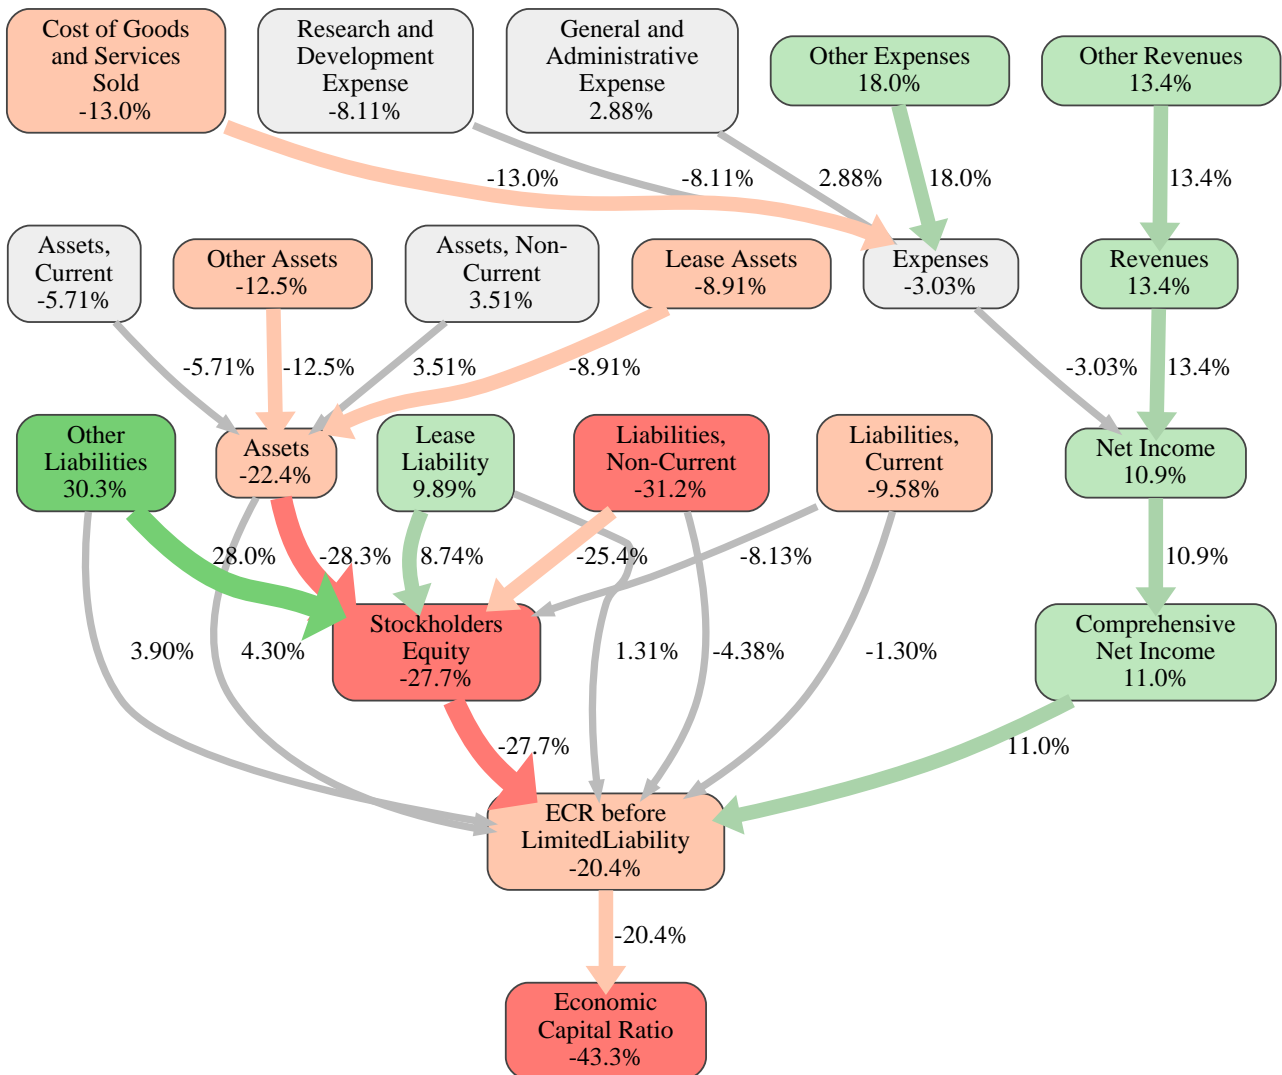 Cost of Goods
and Services
Sold
-13.0%
Research and
Development
Expense
-8.11%
General and
Administrative
Expense
2.88%
Other Expenses
18.0%
Other Revenues
13.4%
-13.0%
-8.11%
2.88%
18.0%
13.4%
Assets,
Current
-5.71%
Other Assets
-12.5%
Assets, Non-
Current
3.51%
Lease Assets
-8.91%
Expenses
-3.03%
Revenues
13.4%
-5.71%
-12.5%
3.51%
-8.91%
-3.03%
13.4%
Other
Liabilities
30.3%
Assets
-22.4%
Lease
Liability
9.89%
Liabilities,
Non-Current
-31.2%
Liabilities,
Current
-9.58%
Net Income
10.9%
28.0%
-28.3%
8.74%
-25.4%
-8.13%
10.9%
Stockholders
Equity
-27.7%
Comprehensive
Net Income
11.0%
3.90%
4.30%
1.31%
-4.38%
-1.30%
-27.7%
11.0%
ECR before
LimitedLiability
-20.4%
-20.4%
Economic
Capital Ratio
-43.3%